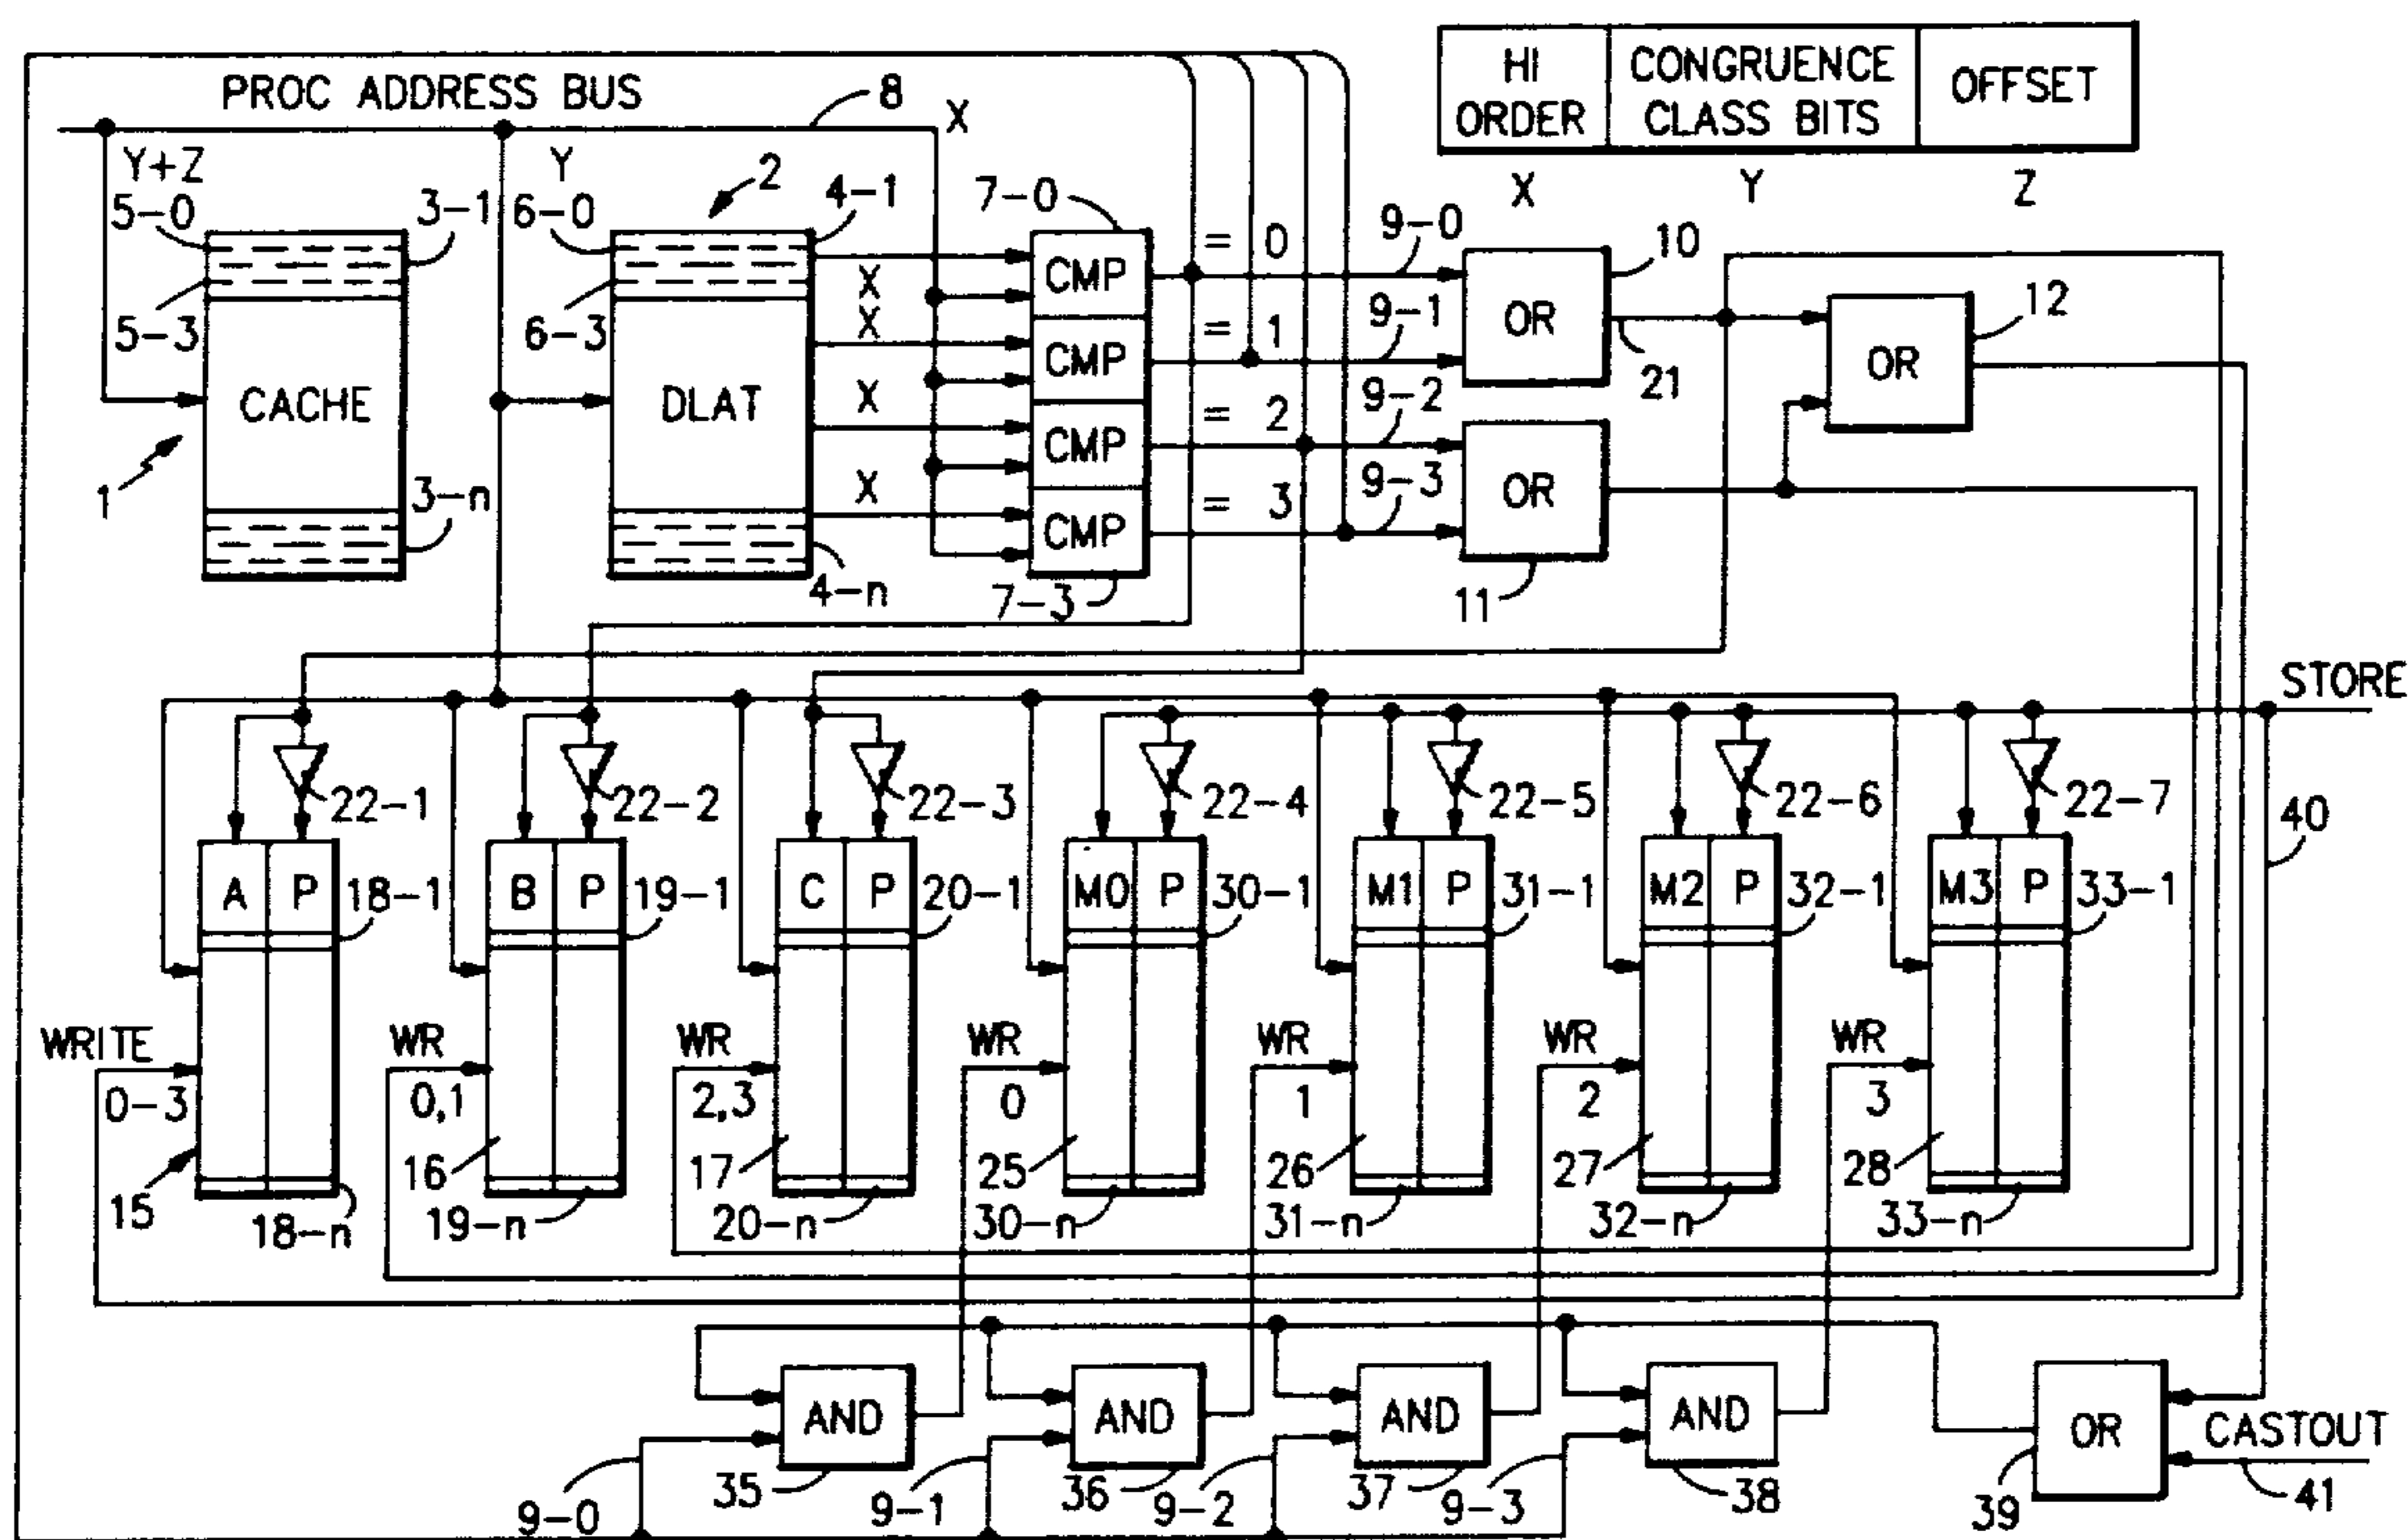 HI ORDER
CONGRUENCE CLASS BITS
OFFSET
X
Y
Z
PROC ADDRESS BUS
8
X
Y+Z
5-0
3-1
5-3
CACHE
1
3-n
Y
2
6-0
4-1
6-3
DLAT
4-n
X
X
X
X
7-0
CMP
CMP
CMP
CMP
7-3
= 0
= 1
= 2
= 3
9-0
9-1
9-2
9-3
OR
10
21
OR
11
OR
12
STORE
22-1
22-2
22-3
22-4
22-5
22-6
22-7
40
A P
18-1
B P
19-1
C P
20-1
M0 P
30-1
M1 P
31-1
M2 P
32-1
M3 P
33-1
WRITE
0-3
WR
0,1
WR
2,3
WR
0
WR
1
WR
2
WR
3
15
16
17
25
26
27
28
18-n
19-n
20-n
30-n
31-n
32-n
33-n
AND
AND
AND
AND
OR
CASTOUT
9-0
35
9-1
36
9-2
37
9-3
38
39
41